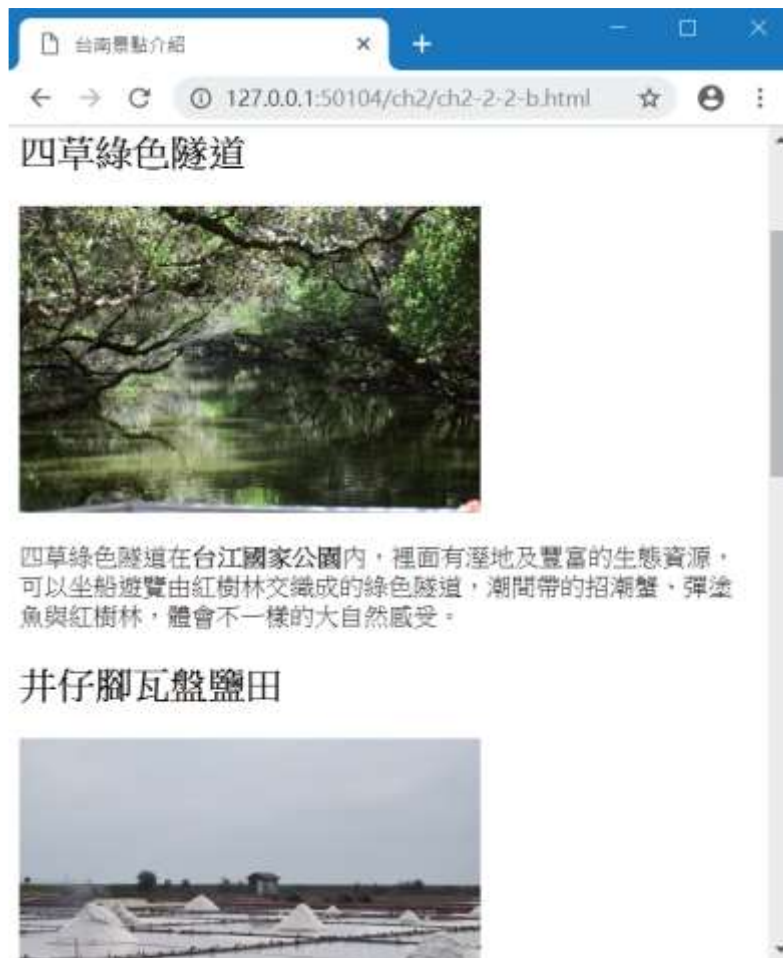 台南景點介紹
127.0.0.1:50104/ch2/ch2-2-2-b.html
四草綠色隧道
四草綠色隧道在台江國家公園內，裡面有溼地及豐富的生態資源，
可以坐船遊覽由紅樹林交織成的綠色隧道，潮間帶的招潮蟹、彈塗
魚與紅樹林，體會不一樣的大自然感受。
井仔腳瓦盤鹽田